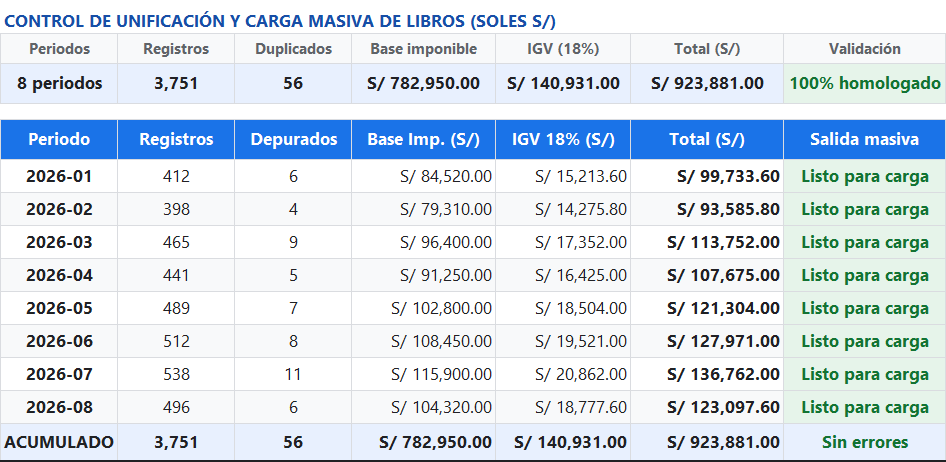 CONTROL DE UNIFICACIÓN Y CARGA MASIVA DE LIBROS (SOLES S/)
Periodos Registros Duplicados Base imponible IGV (18%) Total (S/) Validación
8 periodos 3,751 56 S/ 782,950.00 S/ 140,931.00 S/ 923,881.00 100% homologado
Periodo Registros Depurados Base Imp. (S/) IGV 18% (S/) Total (S/) Salida masiva
2026-01 412 6 S/ 84,520.00 S/ 15,213.60 S/ 99,733.60 Listo para carga
2026-02 398 4 S/ 79,310.00 S/ 14,275.80 S/ 93,585.80 Listo para carga
2026-03 465 9 S/ 96,400.00 S/ 17,352.00 S/ 113,752.00 Listo para carga
2026-04 441 5 S/ 91,250.00 S/ 16,425.00 S/ 107,675.00 Listo para carga
2026-05 489 7 S/ 102,800.00 S/ 18,504.00 S/ 121,304.00 Listo para carga
2026-06 512 8 S/ 108,450.00 S/ 19,521.00 S/ 127,971.00 Listo para carga
2026-07 538 11 S/ 115,900.00 S/ 20,862.00 S/ 136,762.00 Listo para carga
2026-08 496 6 S/ 104,320.00 S/ 18,777.60 S/ 123,097.60 Listo para carga
ACUMULADO 3,751 56 S/ 782,950.00 S/ 140,931.00 S/ 923,881.00 Sin errores